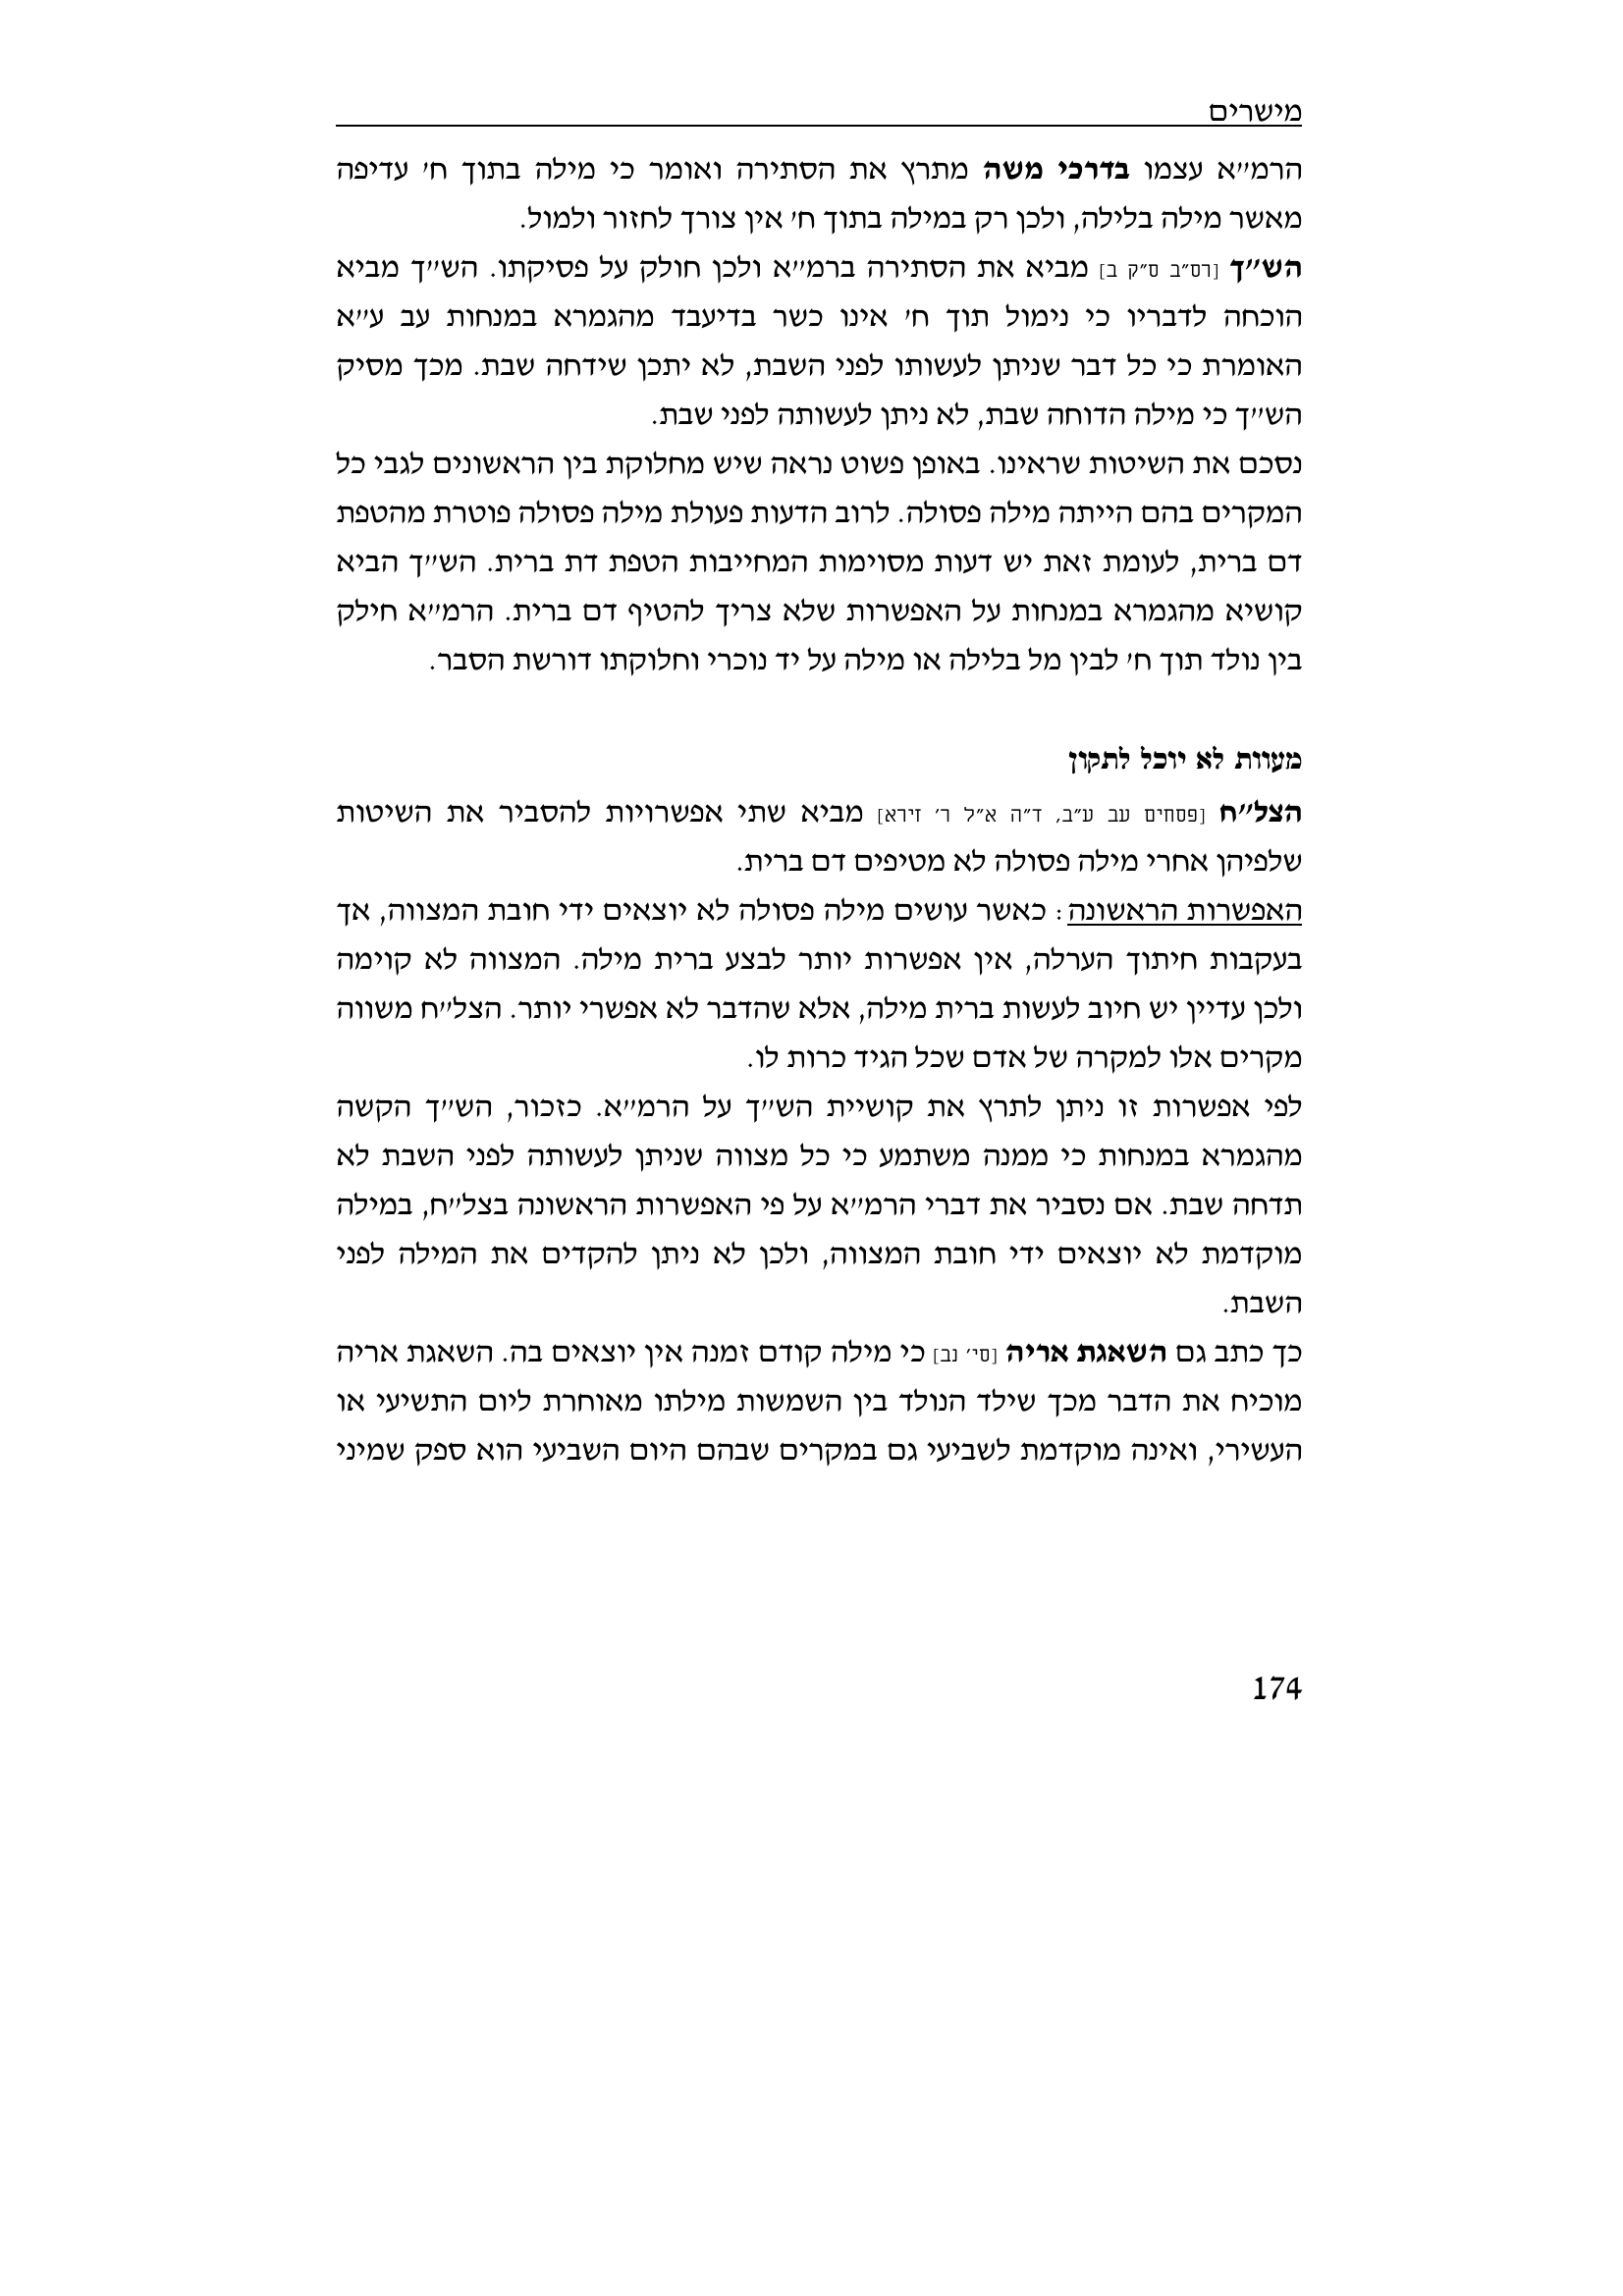 מישרים
הרמ״א עצמו בדרכי משה מתרץ את הסתירה ואומר כי מילה בתוך ח׳ עדיפה
מאשר מילה בלילה, ולכן רק במילה בתוך ח׳ אין צורך לחזור ולמול.
הש״ך [רס״ב ס״ק ב] מביא את הסתירה ברמ״א ולכן חולק על פסיקתו. הש״ך מביא
הוכחה לדבריו כי נימול תוך ח׳ אינו כשר בדיעבד מהגמרא במנחות עב ע״א
האומרת כי כל דבר שניתן לעשותו לפני השבת, לא יתכן שידחה שבת. מכך מסיק
הש״ך כי מילה הדוחה שבת, לא ניתן לעשותה לפני שבת.
נסכם את השיטות שראינו. באופן פשוט נראה שיש מחלוקת בין הראשונים לגבי כל
המקרים בהם הייתה מילה פסולה. לרוב הדעות פעולת מילה פסולה פוטרת מהטפת
דם ברית, לעומת זאת יש דעות מסוימות המחייבות הטפת דת ברית. הש״ך הביא
קושיא מהגמרא במנחות על האפשרות שלא צריך להטיף דם ברית. הרמ״א חילק
בין נולד תוך ח׳ לבין מל בלילה או מילה על יד נוכרי וחלוקתו דורשת הסבר.
מעוות לא יוכל לתקון
הצל״ח [פסחים עב ע״ב, ד״ה א״ל ר׳ זירא] מביא שתי אפשרויות להסביר את השיטות
שלפיהן אחרי מילה פסולה לא מטיפים דם ברית.
האפשרות הראשונה: כאשר עושים מילה פסולה לא יוצאים ידי חובת המצווה, אך
בעקבות חיתוך הערלה, אין אפשרות יותר לבצע ברית מילה. המצווה לא קוימה
ולכן עדיין יש חיוב לעשות ברית מילה, אלא שהדבר לא אפשרי יותר. הצל״ח משווה
מקרים אלו למקרה של אדם שכל הגיד כרות לו.
לפי אפשרות זו ניתן לתרץ את קושיית הש״ך על הרמ״א. כזכור, הש״ך הקשה
מהגמרא במנחות כי ממנה משתמע כי כל מצווה שניתן לעשותה לפני השבת לא
תדחה שבת. אם נסביר את דברי הרמ״א על פי האפשרות הראשונה בצל״ח, במילה
מוקדמת לא יוצאים ידי חובת המצווה, ולכן לא ניתן להקדים את המילה לפני
השבת.
כך כתב גם השאגת אריה [סי׳ נב] כי מילה קודם זמנה אין יוצאים בה. השאגת אריה
מוכיח את הדבר מכך שילד הנולד בין השמשות מילתו מאוחרת ליום התשיעי או
העשירי, ואינה מוקדמת לשביעי גם במקרים שבהם היום השביעי הוא ספק שמיני
174